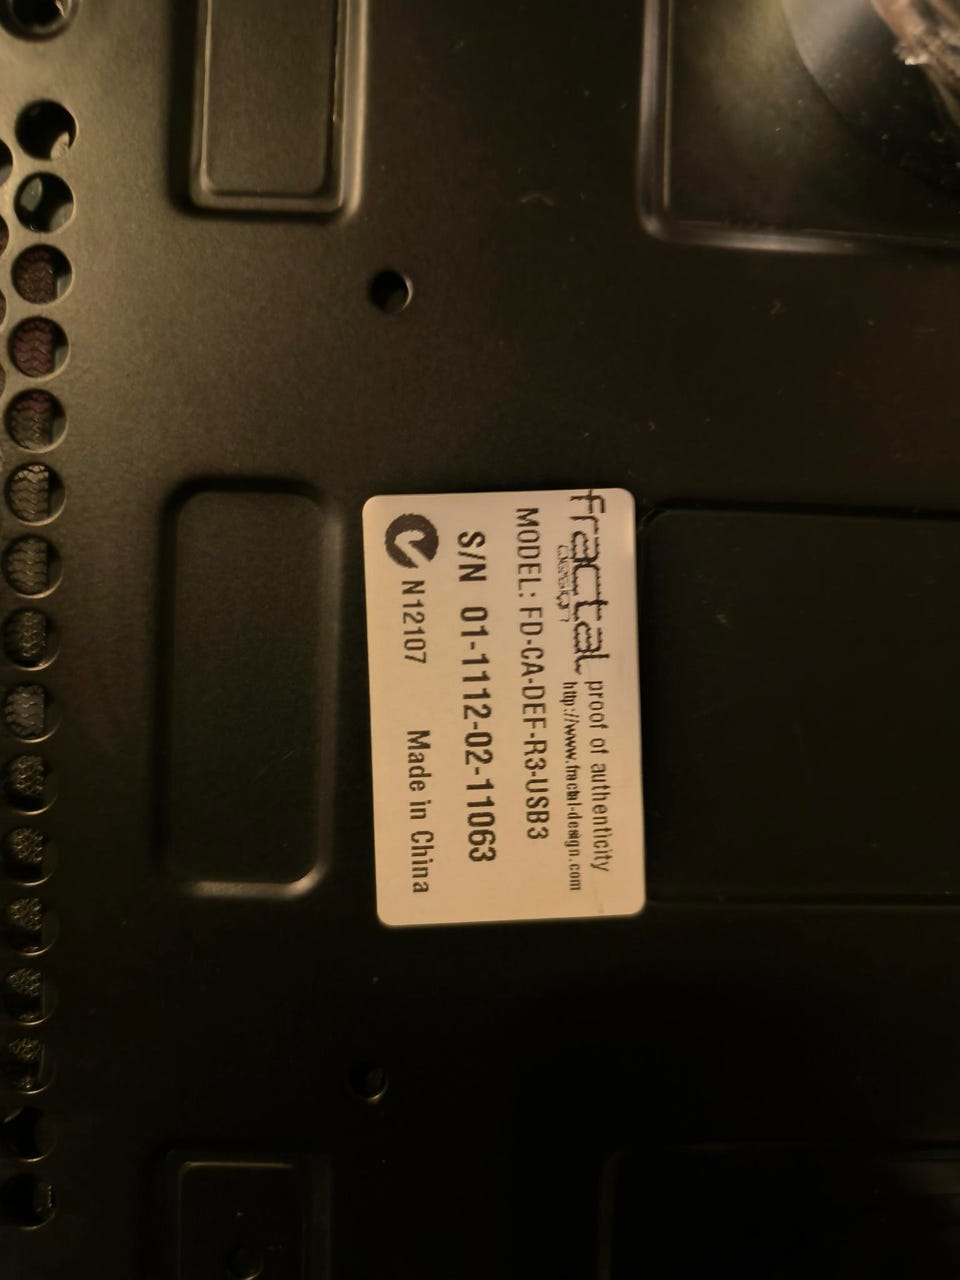 fractal
design
proof of authenticity
http://www.fractal-design.com
MODEL: FD-CA-DEF-R3-USB3
S/N 01-1112-02-11063
N12107 Made in China